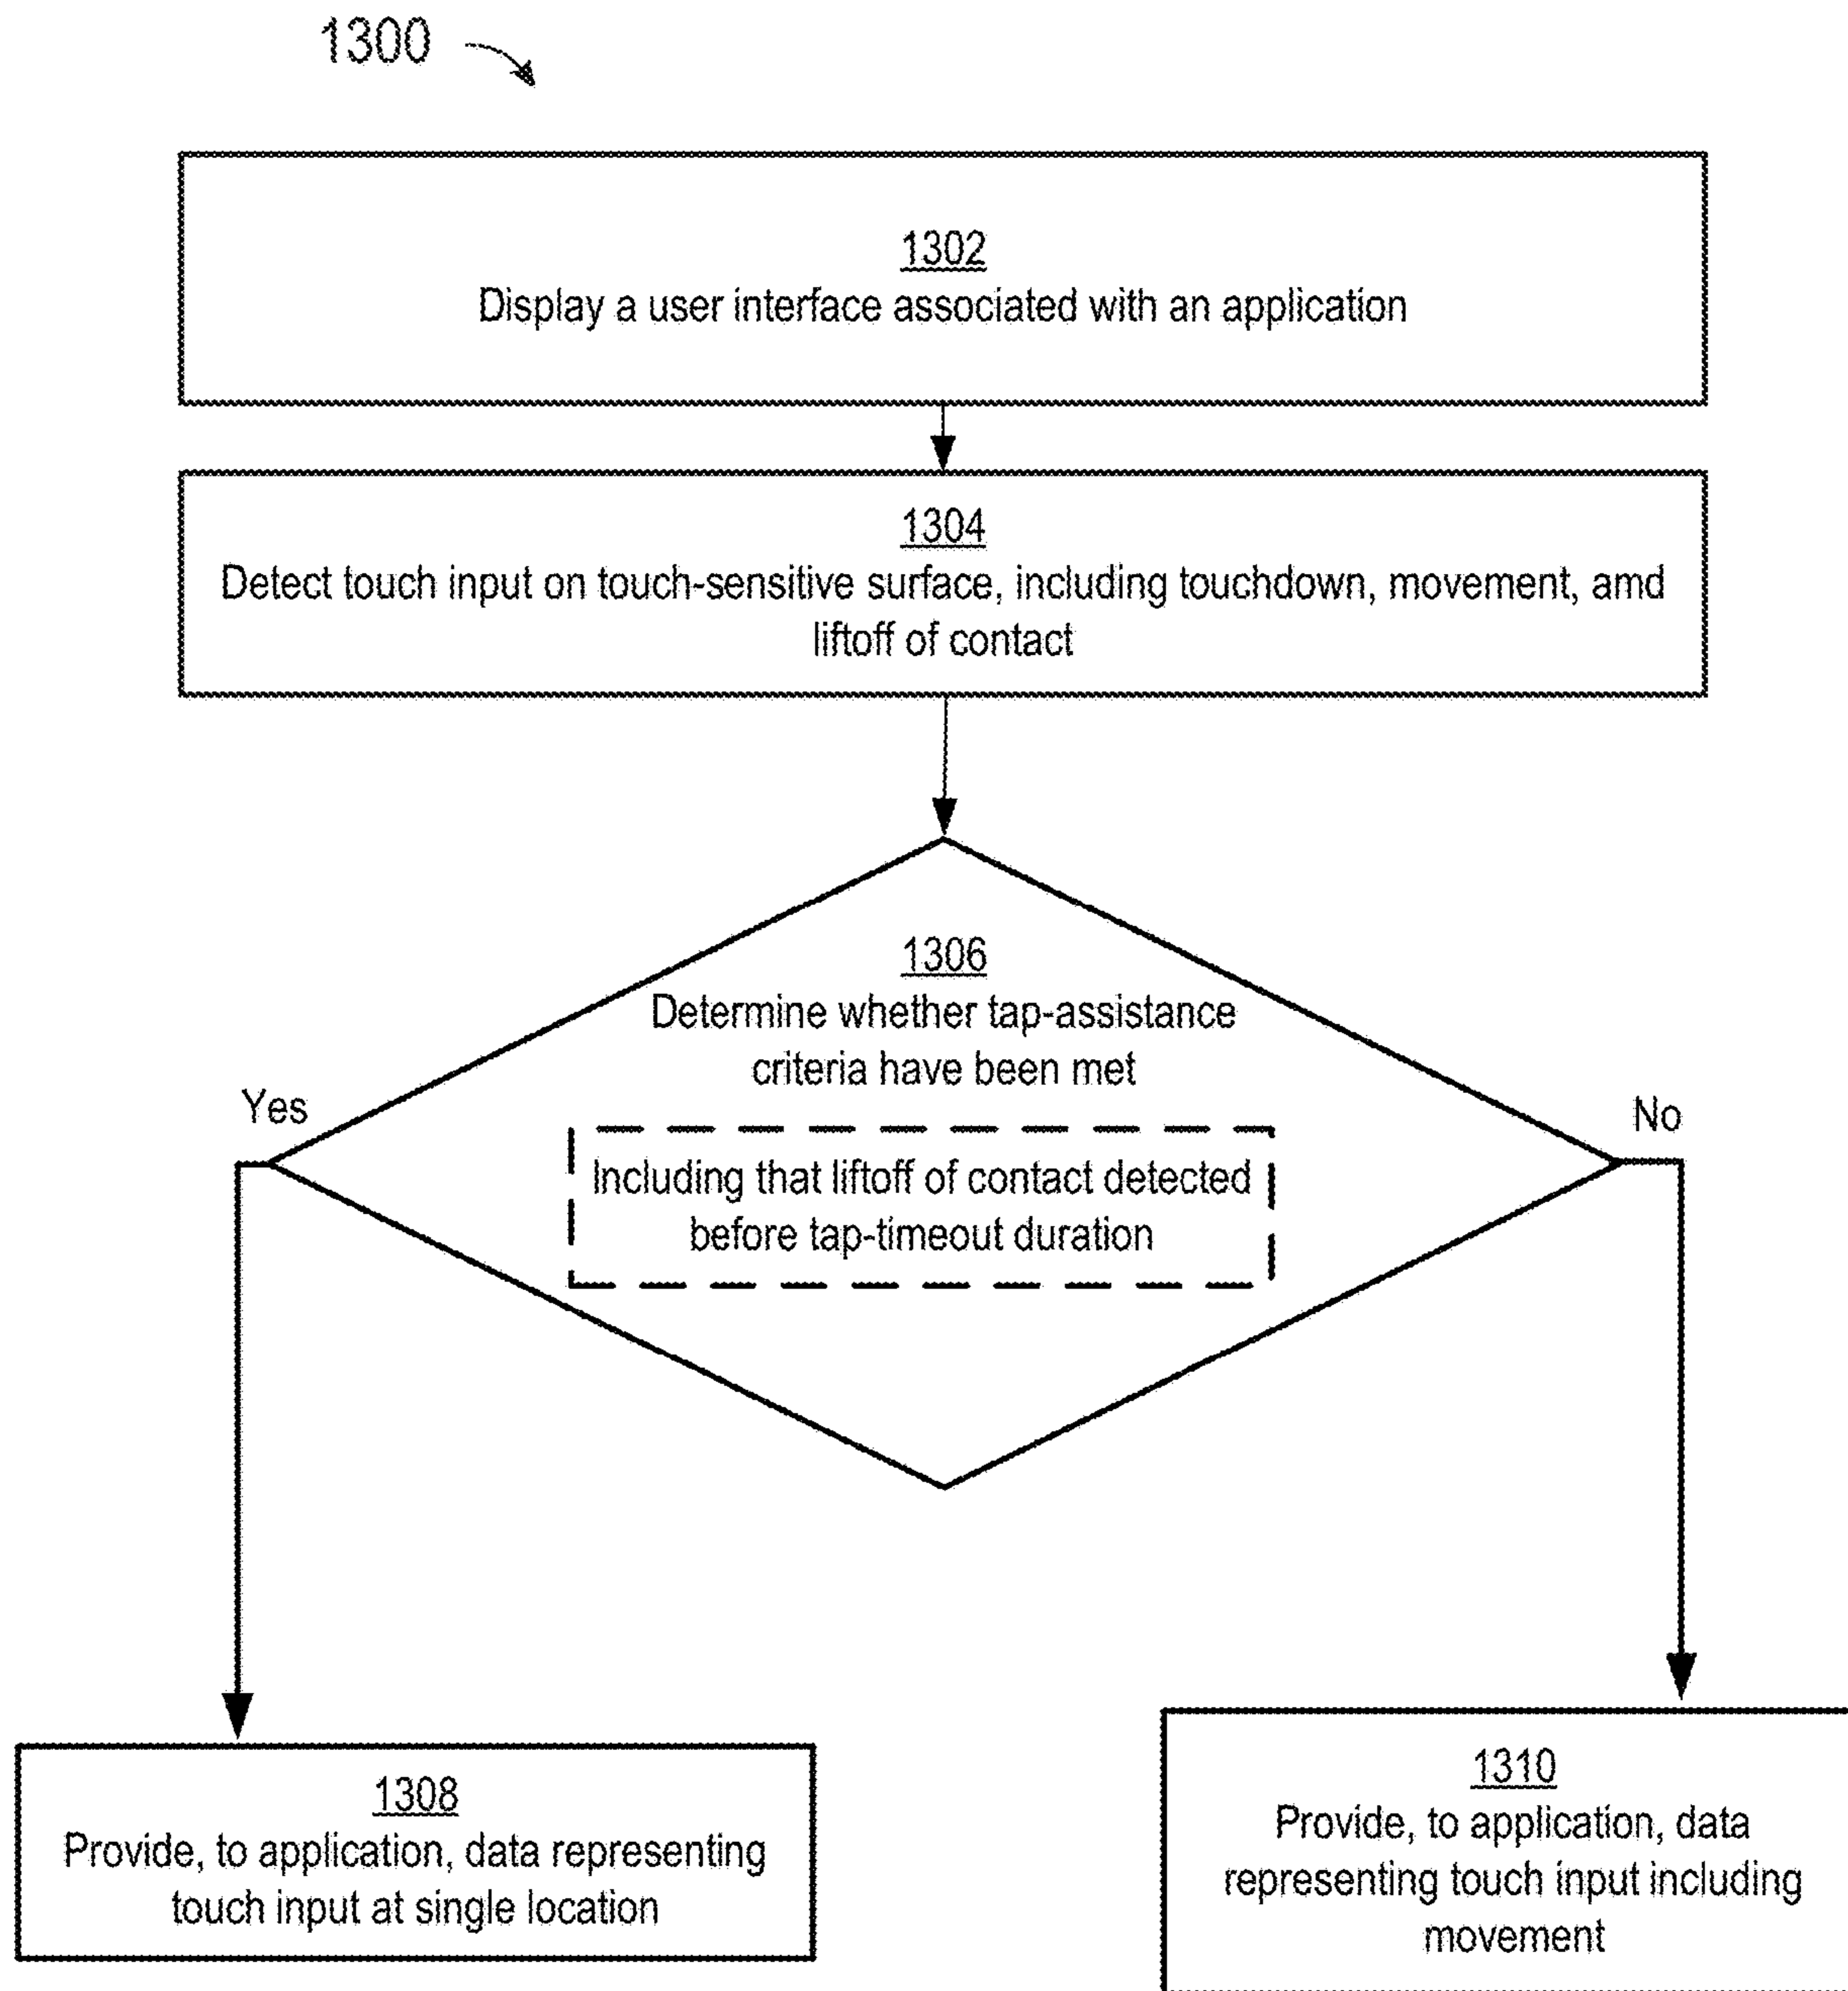 1300
1302
Display a user interface associated with an application
1304
Detect touch input on touch-sensitive surface, including touchdown, movement, amd
liftoff of contact
1306
Determine whether tap-assistance
criteria have been met
Yes
No
Including that liftoff of contact detected
before tap-timeout duration
1308
Provide, to application, data representing
touch input at single location
1310
Provide, to application, data
representing touch input including
movement